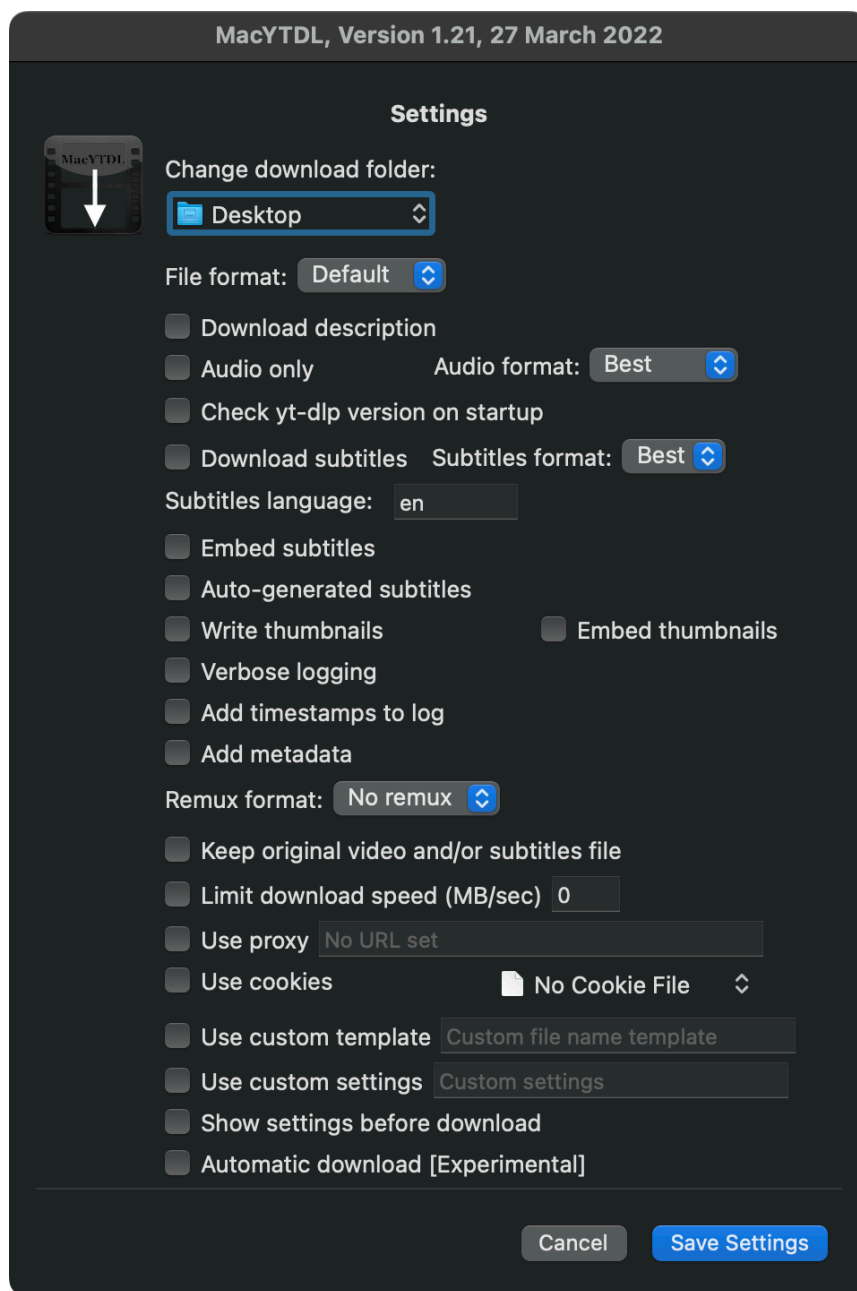 MacYTDL, Version 1.21, 27 March 2022
Settings
MacYTDL
Change download folder:
Desktop
File format: Default
Download description
Audio only Audio format: Best
Check yt-dlp version on startup
Download subtitles Subtitles format: Best
Subtitles language: en
Embed subtitles
Auto-generated subtitles
Write thumbnails Embed thumbnails
Verbose logging
Add timestamps to log
Add metadata
Remux format: No remux
Keep original video and/or subtitles file
Limit download speed (MB/sec) 0
Use proxy No URL set
Use cookies No Cookie File
Use custom template Custom file name template
Use custom settings Custom settings
Show settings before download
Automatic download [Experimental]
Cancel Save Settings